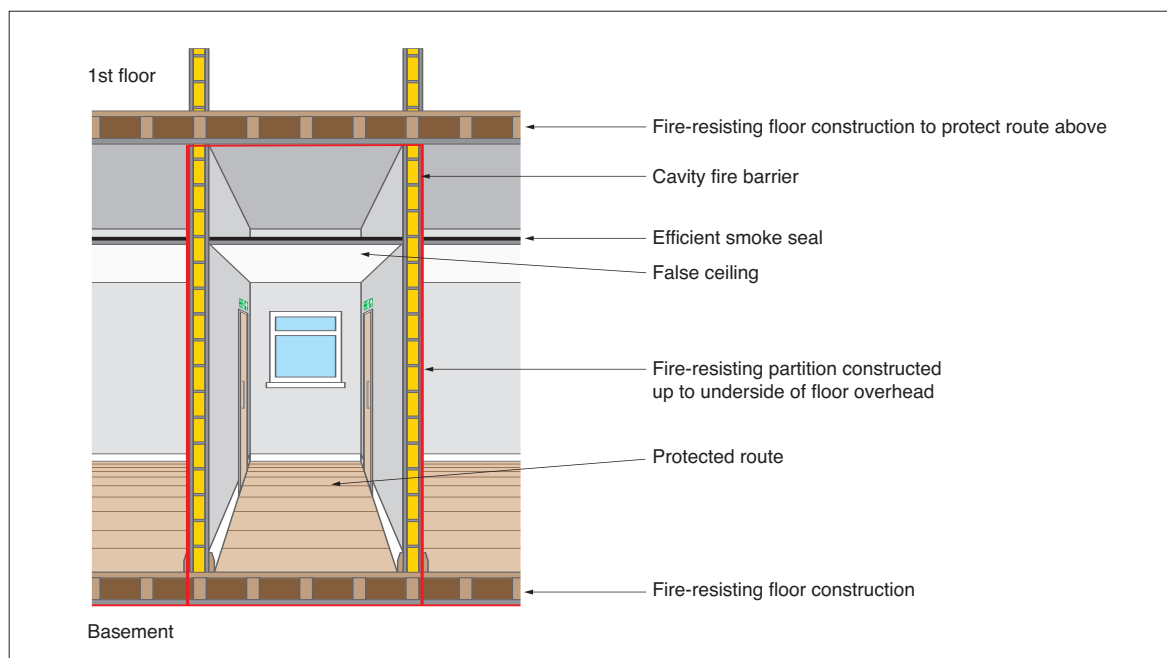 1st floor
Fire-resisting floor construction to protect route above
Cavity fire barrier
Efficient smoke seal
False ceiling
Fire-resisting partition constructed
up to underside of floor overhead
Protected route
Fire-resisting floor construction
Basement